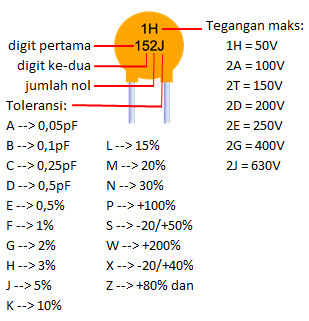 1H
152J
digit pertama
digit ke-dua
jumlah nol
Toleransi:
A --> 0,05pF
B --> 0,1pF
C --> 0,25pF
D --> 0,5pF
E --> 0,5%
F --> 1%
G --> 2%
H --> 3%
J --> 5%
K --> 10%
L --> 15%
M --> 20%
N --> 30%
P --> +100%
S --> -20/+50%
W --> +200%
X --> -20/+40%
Z --> +80% dan
Tegangan maks:
1H = 50V
2A = 100V
2T = 150V
2D = 200V
2E = 250V
2G = 400V
2J = 630V